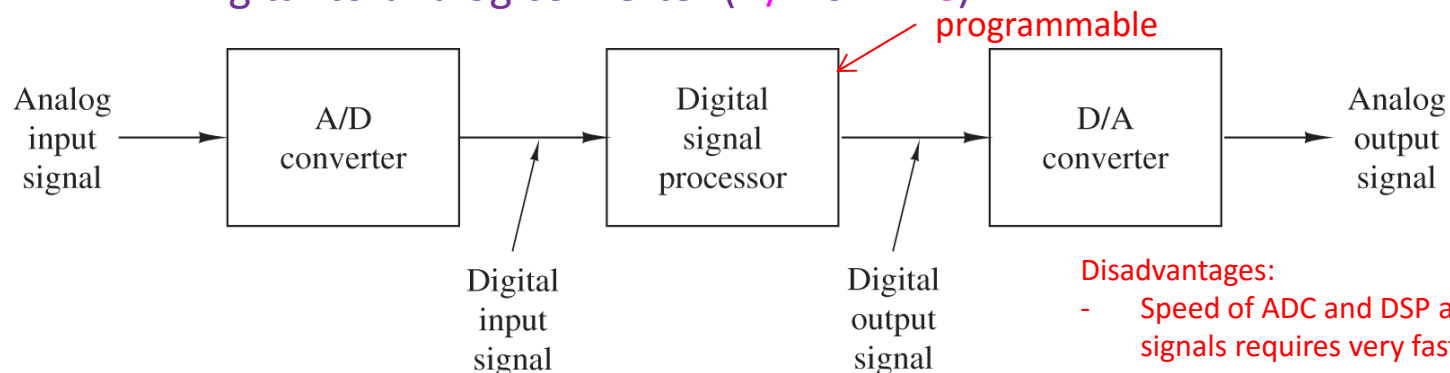 programmable
Analog
input
signal
A/D
converter
Digital
signal
processor
D/A
converter
Analog
output
signal
Digital
input
signal
Digital
output
signal
Disadvantages:
- Speed of ADC and DSP
signals requires very